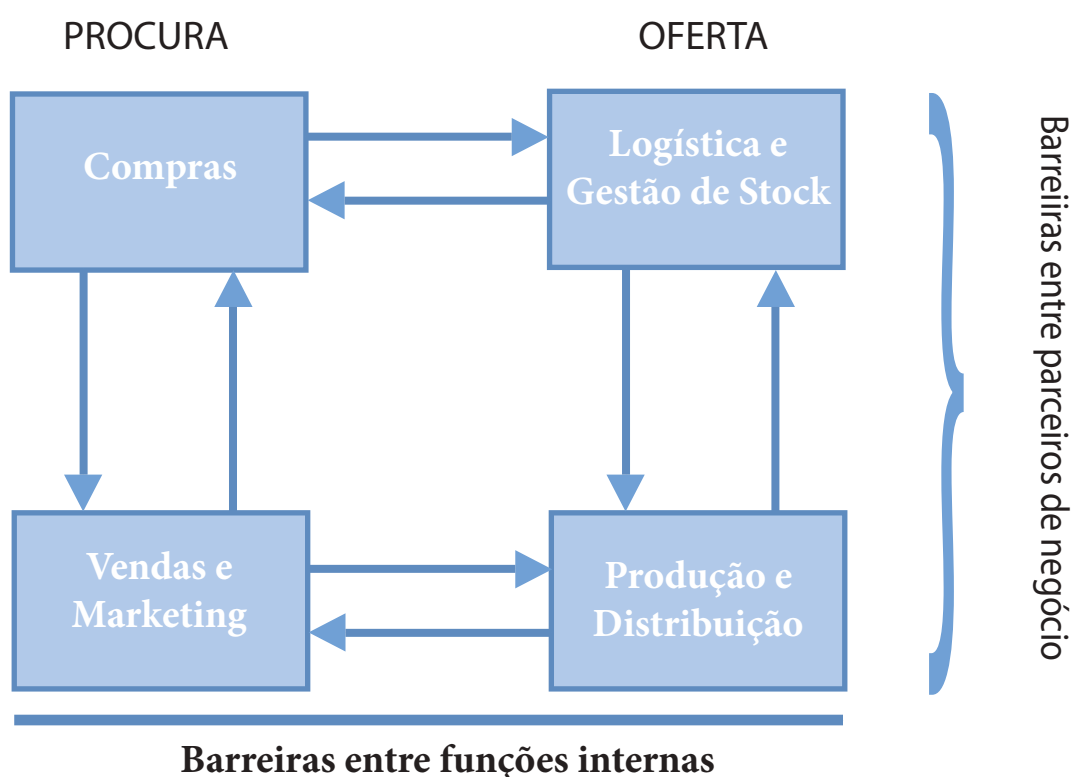 PROCURA
OFERTA
Compras
Logística e
Gestão de Stock
Vendas e
Marketing
Produção e
Distribuição
Barreiiras entre parceiros de negócio
Barreiras entre funções internas